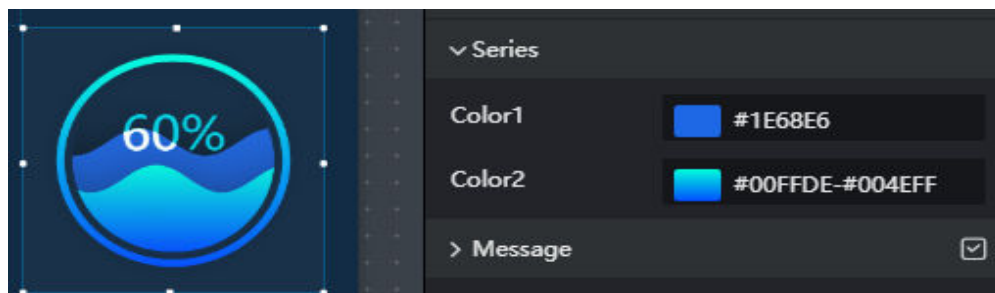 60%
Series
Color1
#1E68E6
Color2
#00FFDE-#004EFF
Message